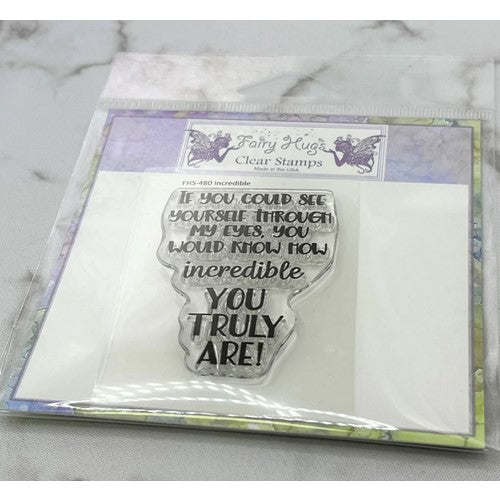 Fairy Hugs
Clear Stamps
Made in the USA
FHS-480 Incredible
IF YOU COULD SEE
YOURSELF THROUGH
MY EYES, YOU
WOULD KNOW HOW
incredible
YOU
TRULY
ARE!